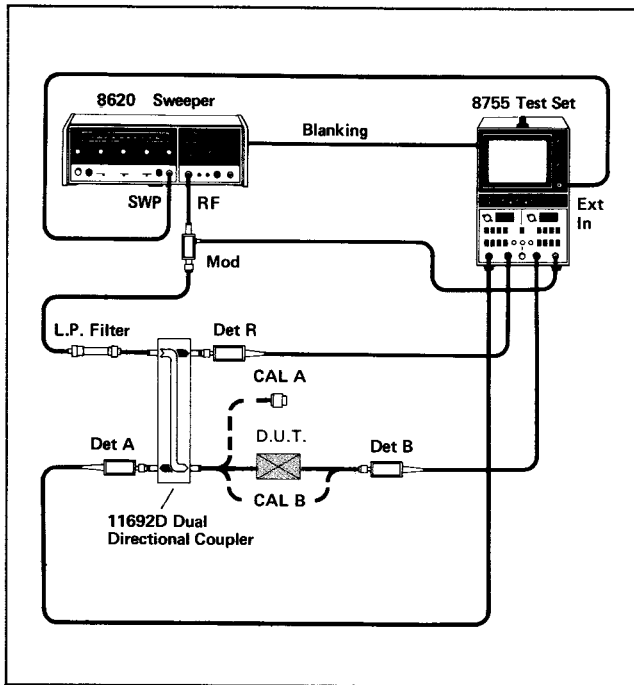 8620 Sweeper
8755 Test Set
Blanking
SWP
RF
Ext
In
Mod
L.P. Filter
Det R
CAL A
D.U.T.
Det A
Det B
CAL B
11692D Dual
Directional Coupler